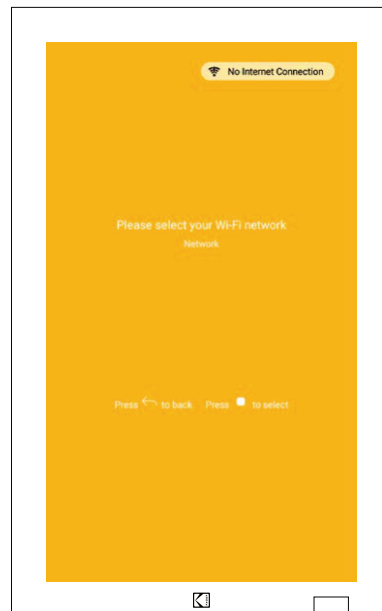 No Internet Connection
Please select your Wi-Fi network
Network
Press to back Press to select